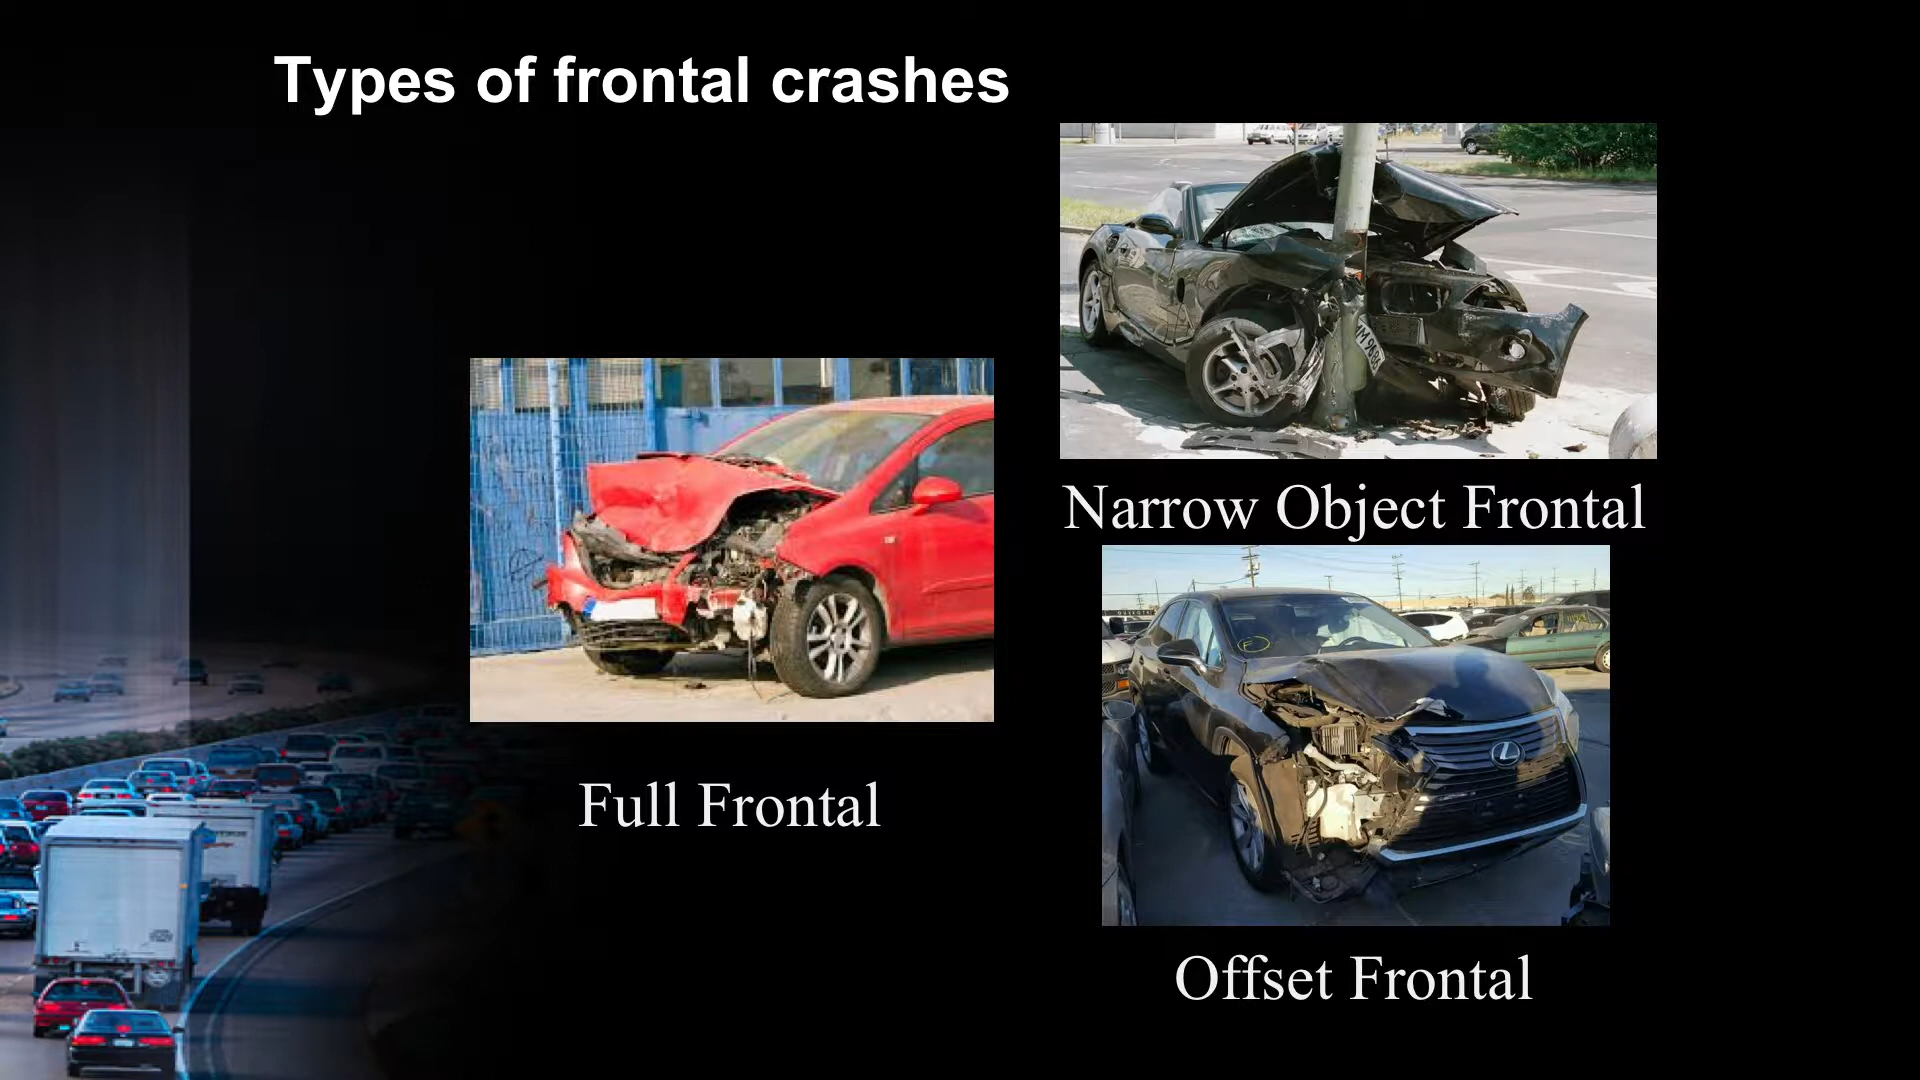 Types of frontal crashes
Narrow Object Frontal
Full Frontal
Offset Frontal